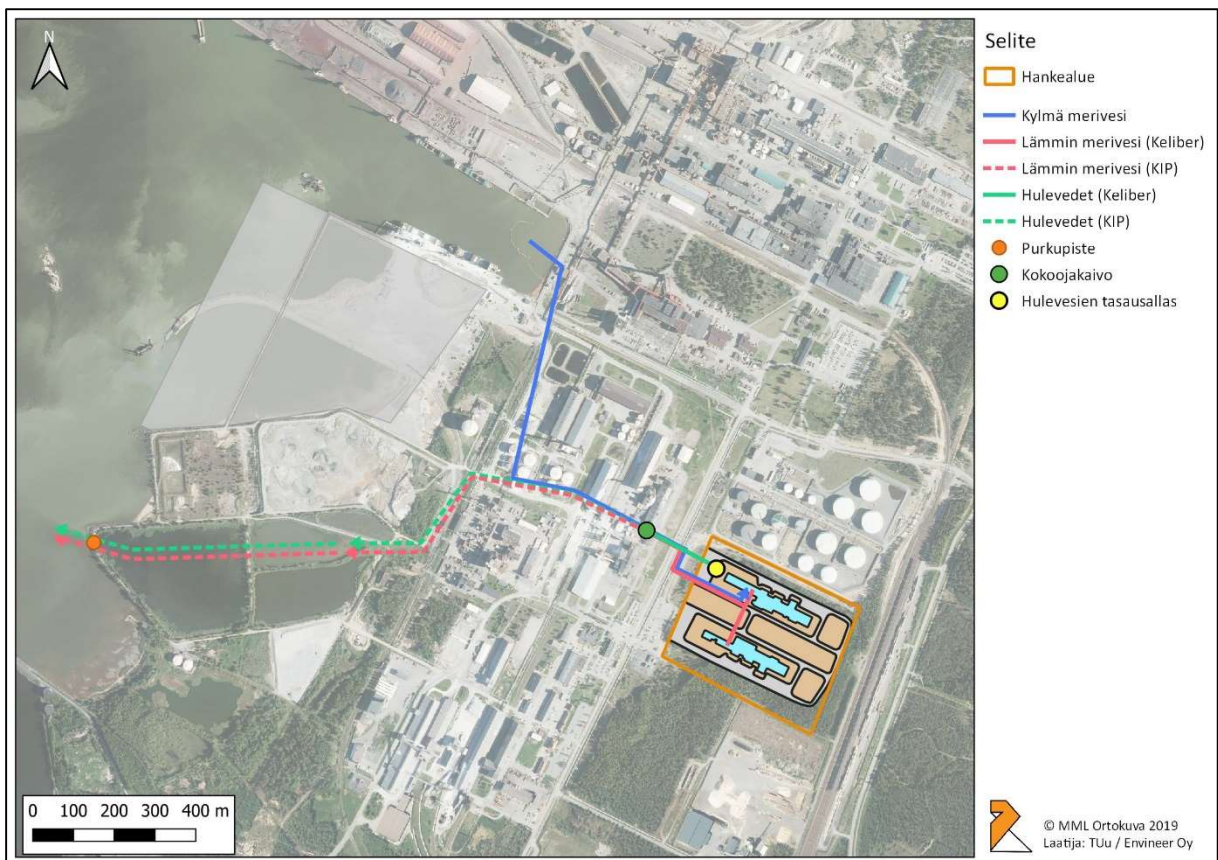 N
Selite
Hankealue
Kylmä merivesi
Lämmin merivesi (Keliber)
Lämmin merivesi (KIP)
Hulevedet (Keliber)
Hulevedet (KIP)
Purkupiste
Kokoojakaivo
Hulevesien tasausallas
0 100 200 300 400 m
© MML Ortokuva 2019
Laatija: TUu / Envineer Oy